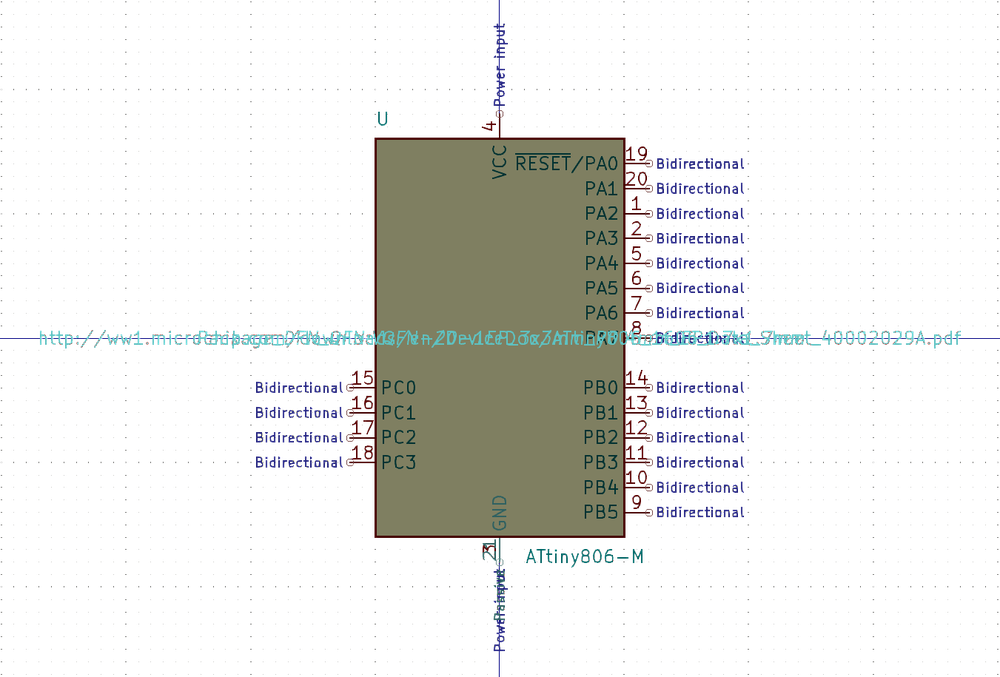 Power input
4
U
VCC
RESET/PA0 19 Bidirectional
PA1 20 Bidirectional
PA2 1 Bidirectional
PA3 2 Bidirectional
PA4 5 Bidirectional
PA5 6 Bidirectional
PA6 7 Bidirectional
8 Bidirectional
Bidirectional 15 PC0
PB0 14 Bidirectional
Bidirectional 16 PC1
PB1 13 Bidirectional
Bidirectional 17 PC2
PB2 12 Bidirectional
Bidirectional 18 PC3
PB3 11 Bidirectional
PB4 10 Bidirectional
PB5 9 Bidirectional
GND
ATtiny806-M
Power input